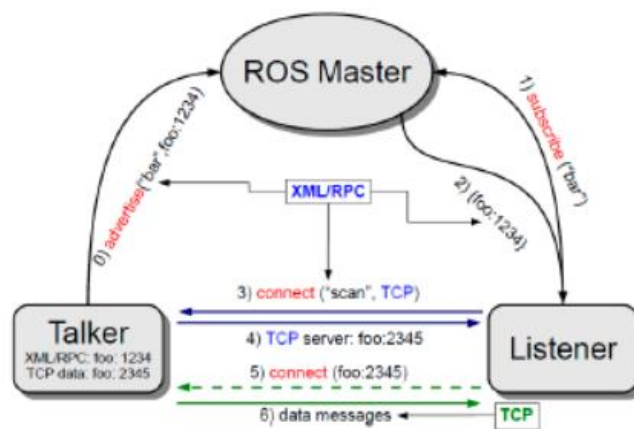 ROS Master
0) advertise("bar",foo:1234)
1) subscribe ("bar")
XML/RPC
2) {foo:1234}
3) connect ("scan", TCP)
Talker
XML/RPC: foo: 1234
TCP data: foo: 2345
4) TCP server: foo:2345
Listener
5) connect (foo:2345)
6) data messages
TCP